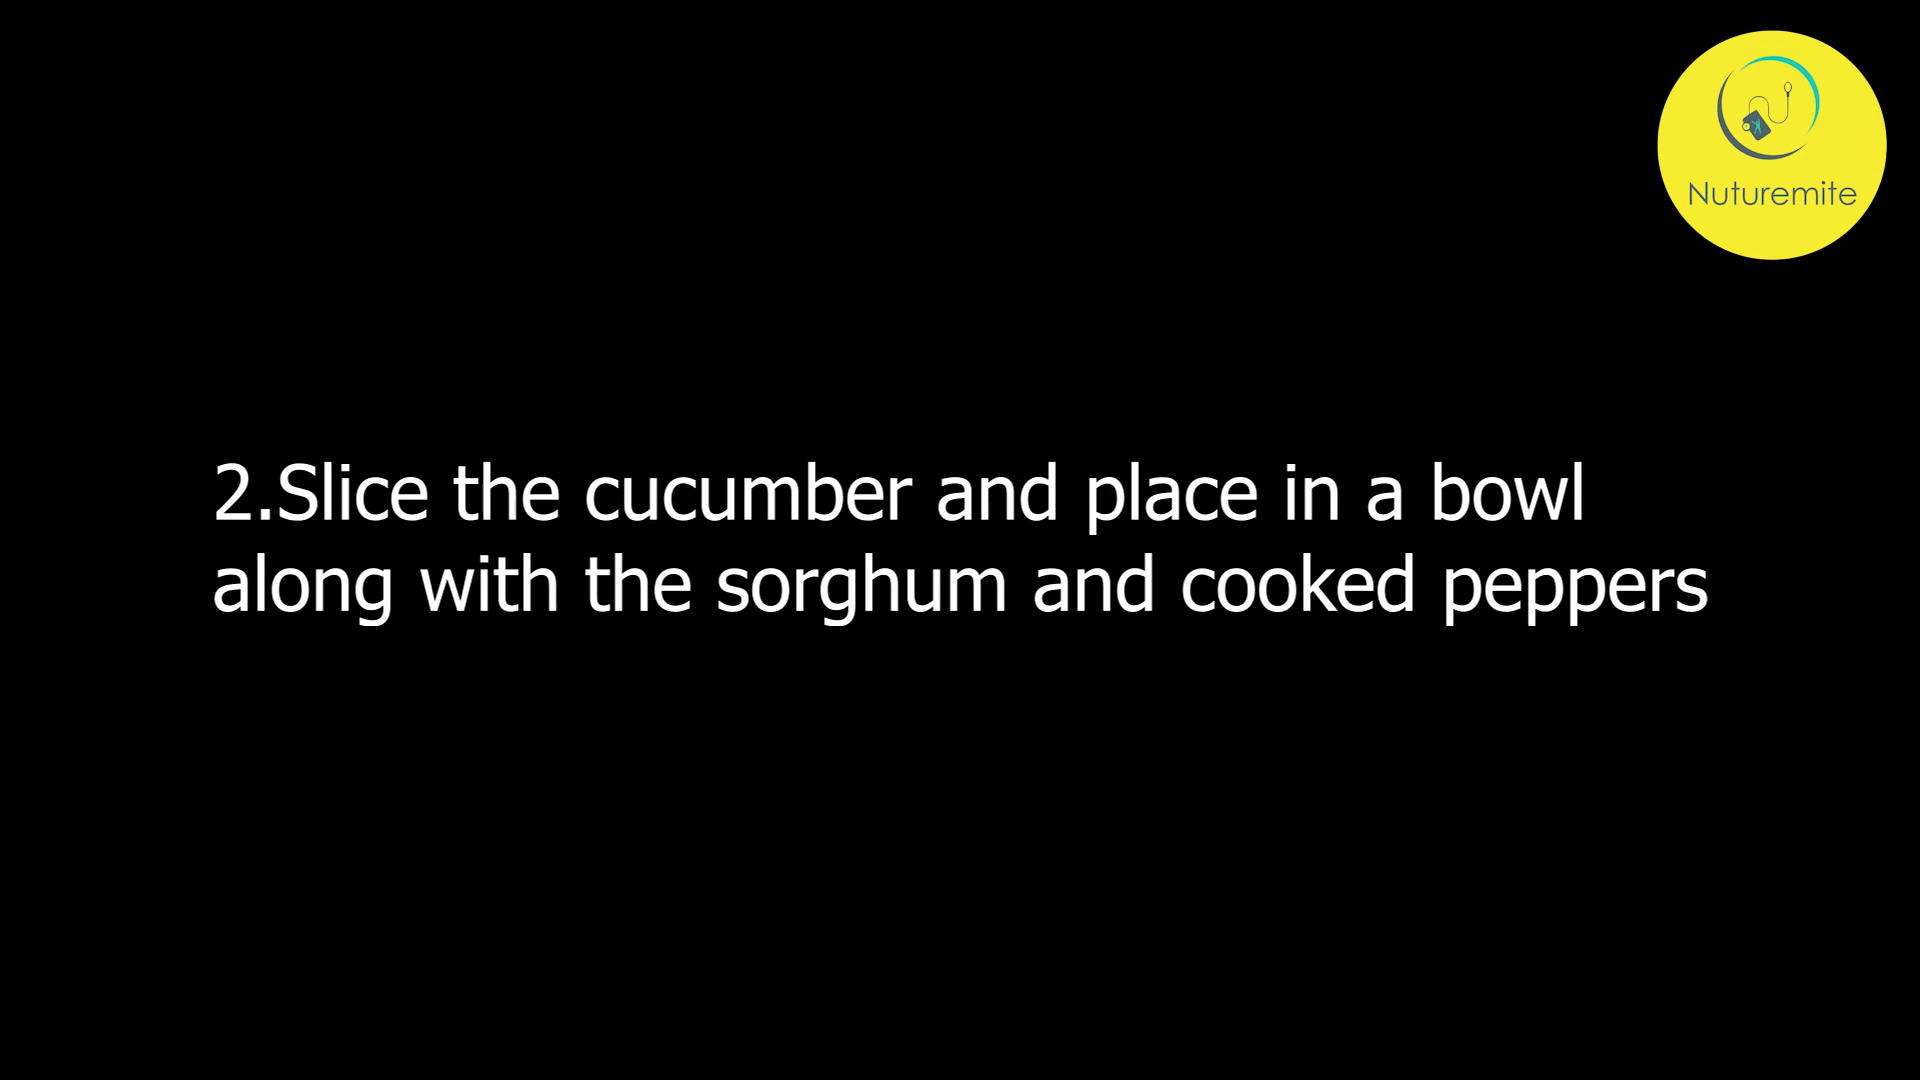 Nuturemite
2.Slice the cucumber and place in a bowl
along with the sorghum and cooked peppers